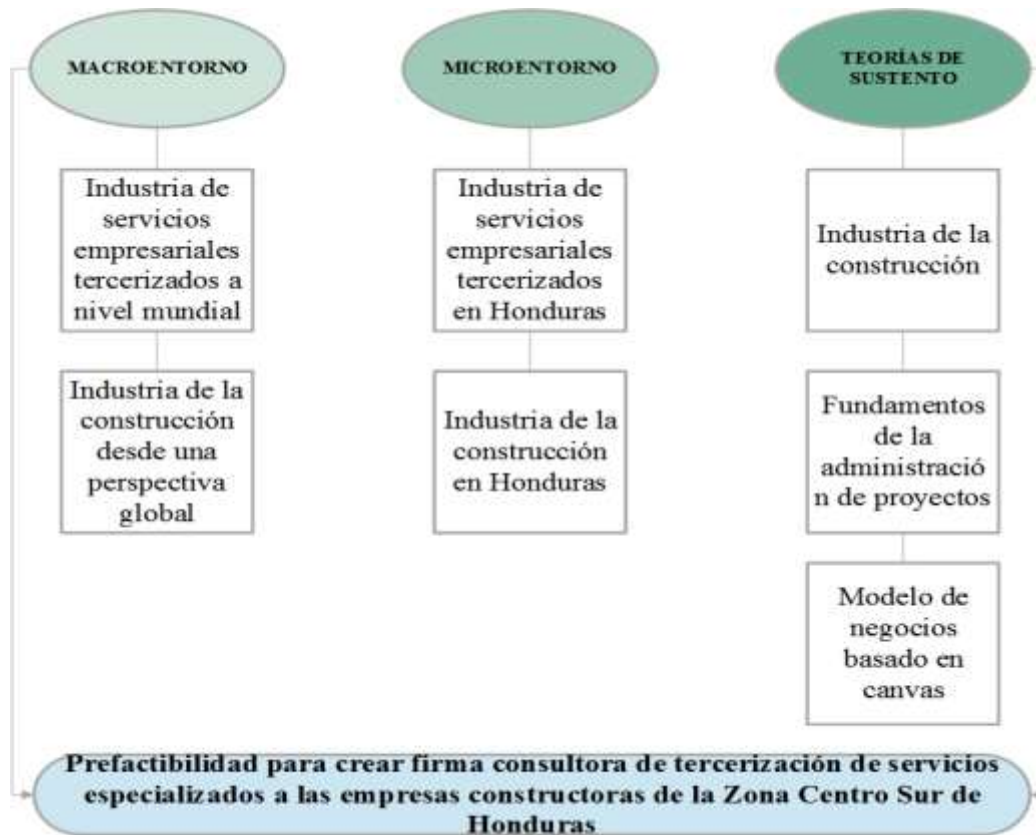 MACROENTORNO
Industria de
servicios
empresariales
tercerizados a
nivel mundial
Industria de la
construcción
desde una
perspectiva
global
MICROENTORNO
Industria de
servicios
empresariales
tercerizados
en Honduras
Industria de la
construcción
en Honduras
TEORÍAS DE
SUSTENTO
Industria de la
construcción
Fundamentos
de la
administració
n de proyectos
Modelo de
negocios
basado en
canvas
Prefactibilidad para crear firma consultora de tercerización de servicios
especializados a las empresas constructoras de la Zona Centro Sur de
Honduras